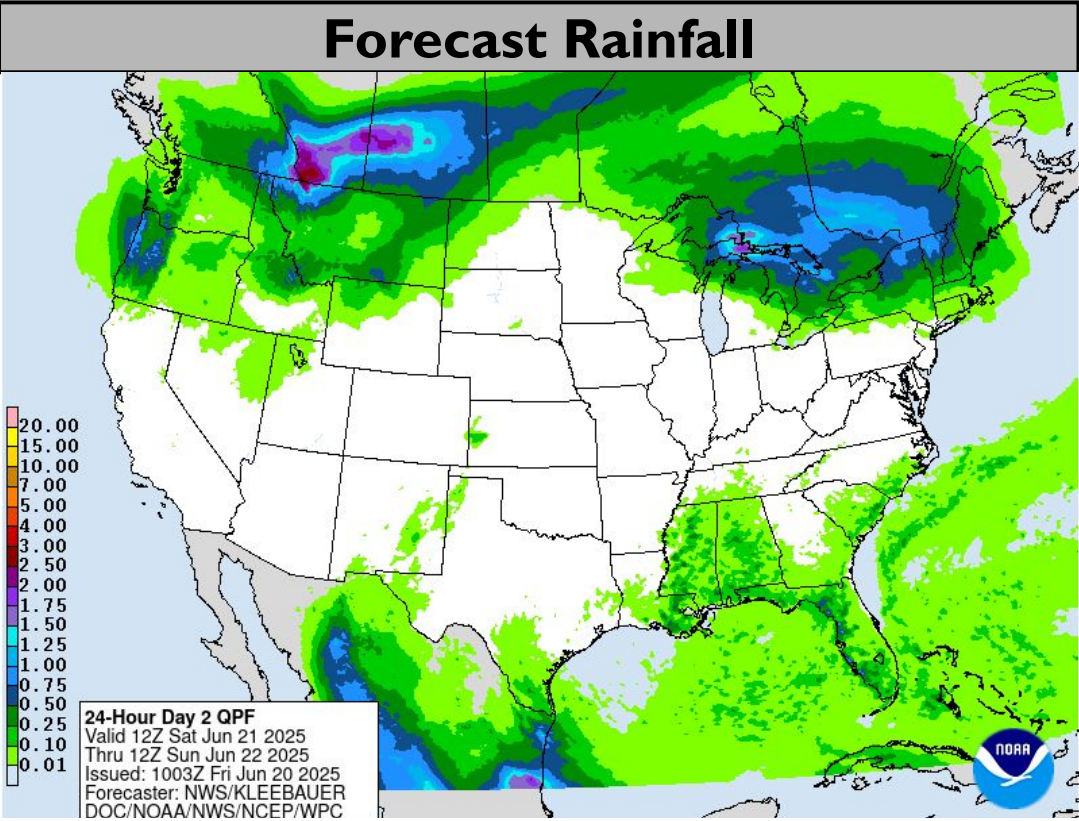 Forecast Rainfall
20.00
15.00
10.00
7.00
5.00
4.00
3.00
2.50
2.00
1.75
1.50
1.25
1.00
0.75
0.50
0.25
0.10
0.01
24-Hour Day 2 QPF
Valid 12Z Sat Jun 21 2025
Thru 12Z Sun Jun 22 2025
Issued: 1003Z Fri Jun 20 2025
Forecaster: NWS/KLEEBAUER
DOC/NOAA/NWS/NCEP/WPC
NOAA